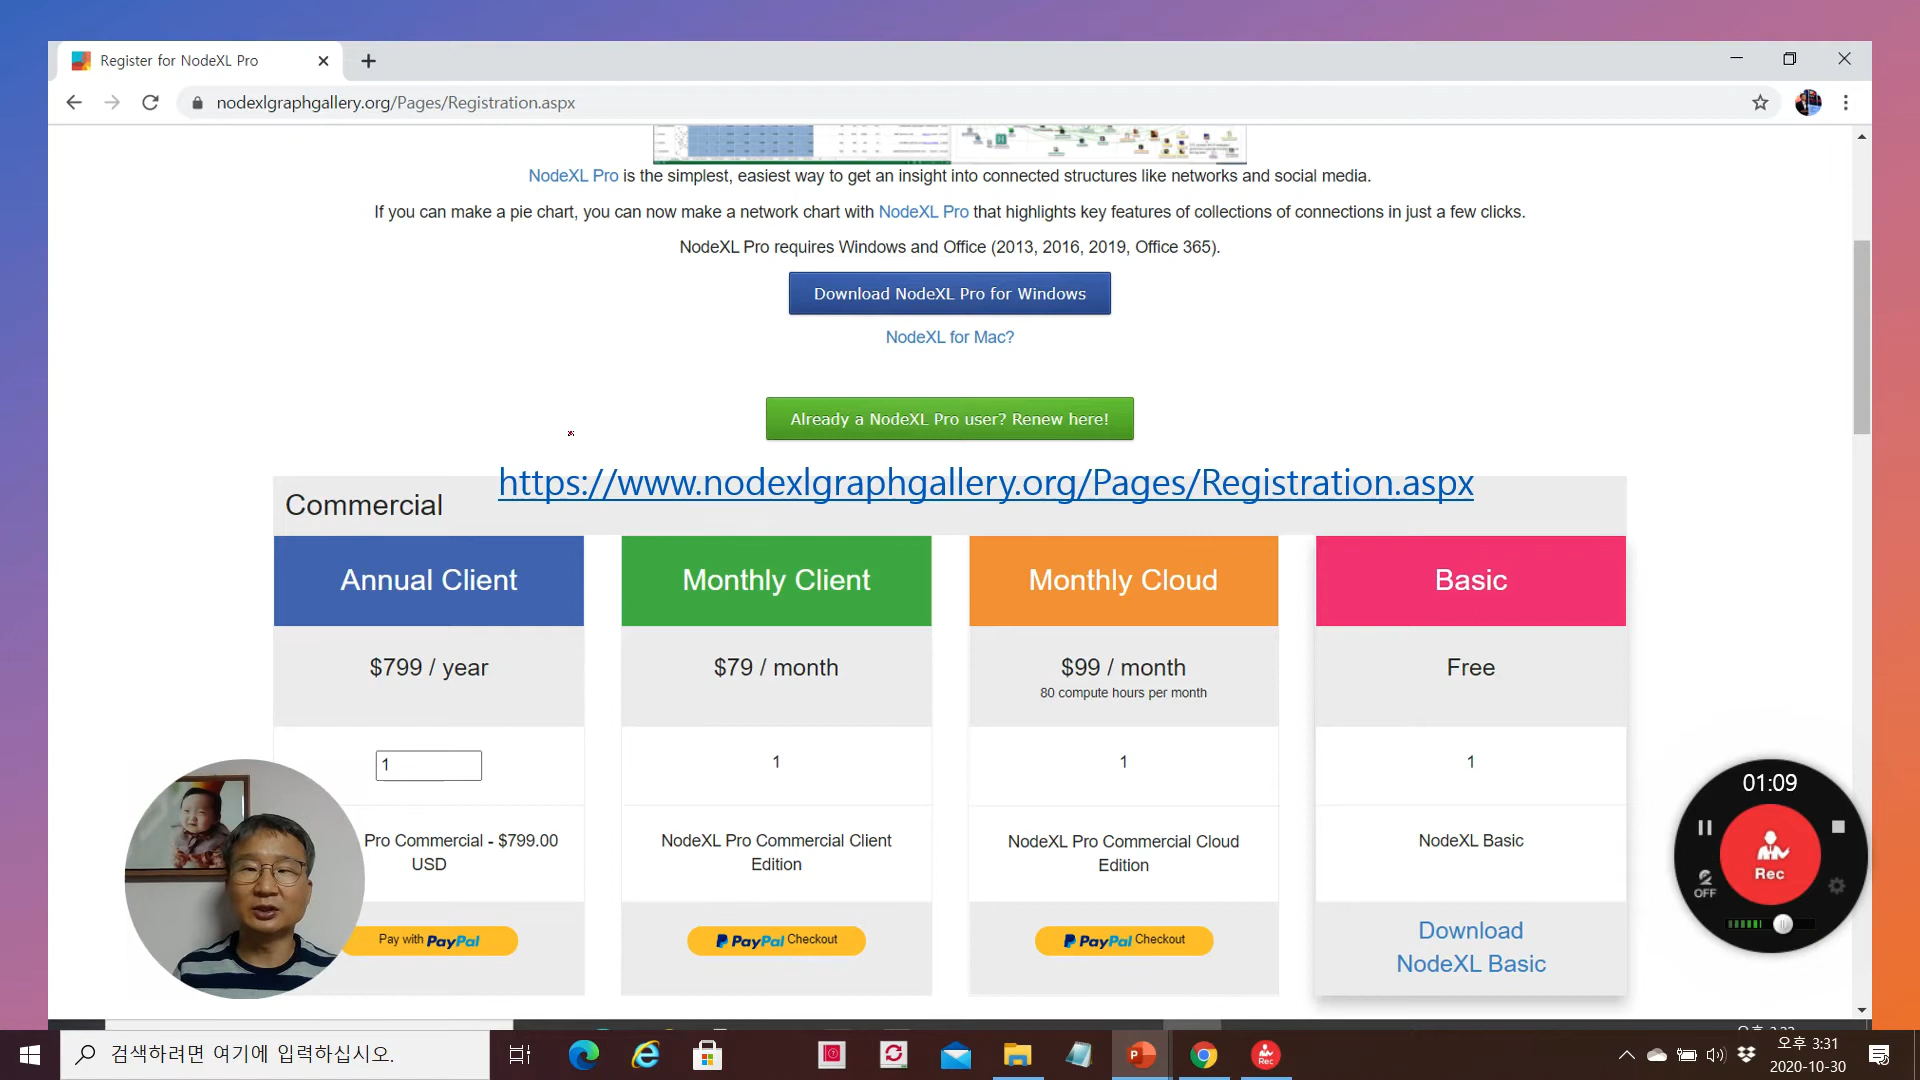 Register for NodeXL Pro
nodexlgraphgallery.org/Pages/Registration.aspx
NodeXL Pro is the simplest, easiest way to get an insight into connected structures like networks and social media.
If you can make a pie chart, you can now make a network chart with NodeXL Pro that highlights key features of collections of connections in just a few clicks.
NodeXL Pro requires Windows and Office (2013, 2016, 2019, Office 365).
Download NodeXL Pro for Windows
NodeXL for Mac?
Already a NodeXL Pro user? Renew here!
https://www.nodexlgraphgallery.org/Pages/Registration.aspx
Commercial
Annual Client
Monthly Client
Monthly Cloud
Basic
$799 / year
$79 / month
$99 / month
80 compute hours per month
Free
1
1
1
1
Pro Commercial - $799.00
USD
NodeXL Pro Commercial Client
Edition
NodeXL Pro Commercial Cloud
Edition
NodeXL Basic
Pay with PayPal
PayPal Checkout
PayPal Checkout
Download
NodeXL Basic
01:09
Rec
OFF
검색하려면 여기에 입력하십시오.
Rec
오후 3:31
2020-10-30